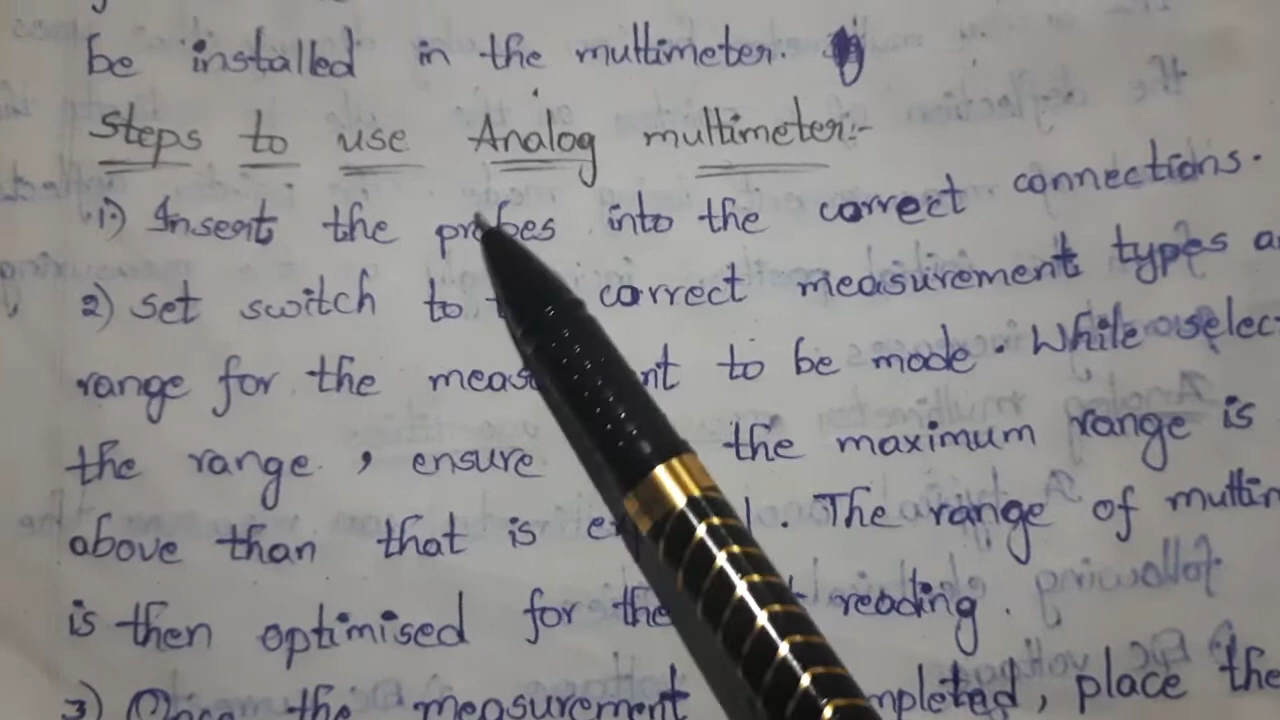 be installed in the multimeter.
Steps to use Analog multimeter:-
1) Insert the probes into the correct connections.
2) set switch to correct measurement types
range for the to be made. While
the range, ensure the maximum range is
above than that is . The range of
is then optimised for the reading.
3) Once the measurement , place the